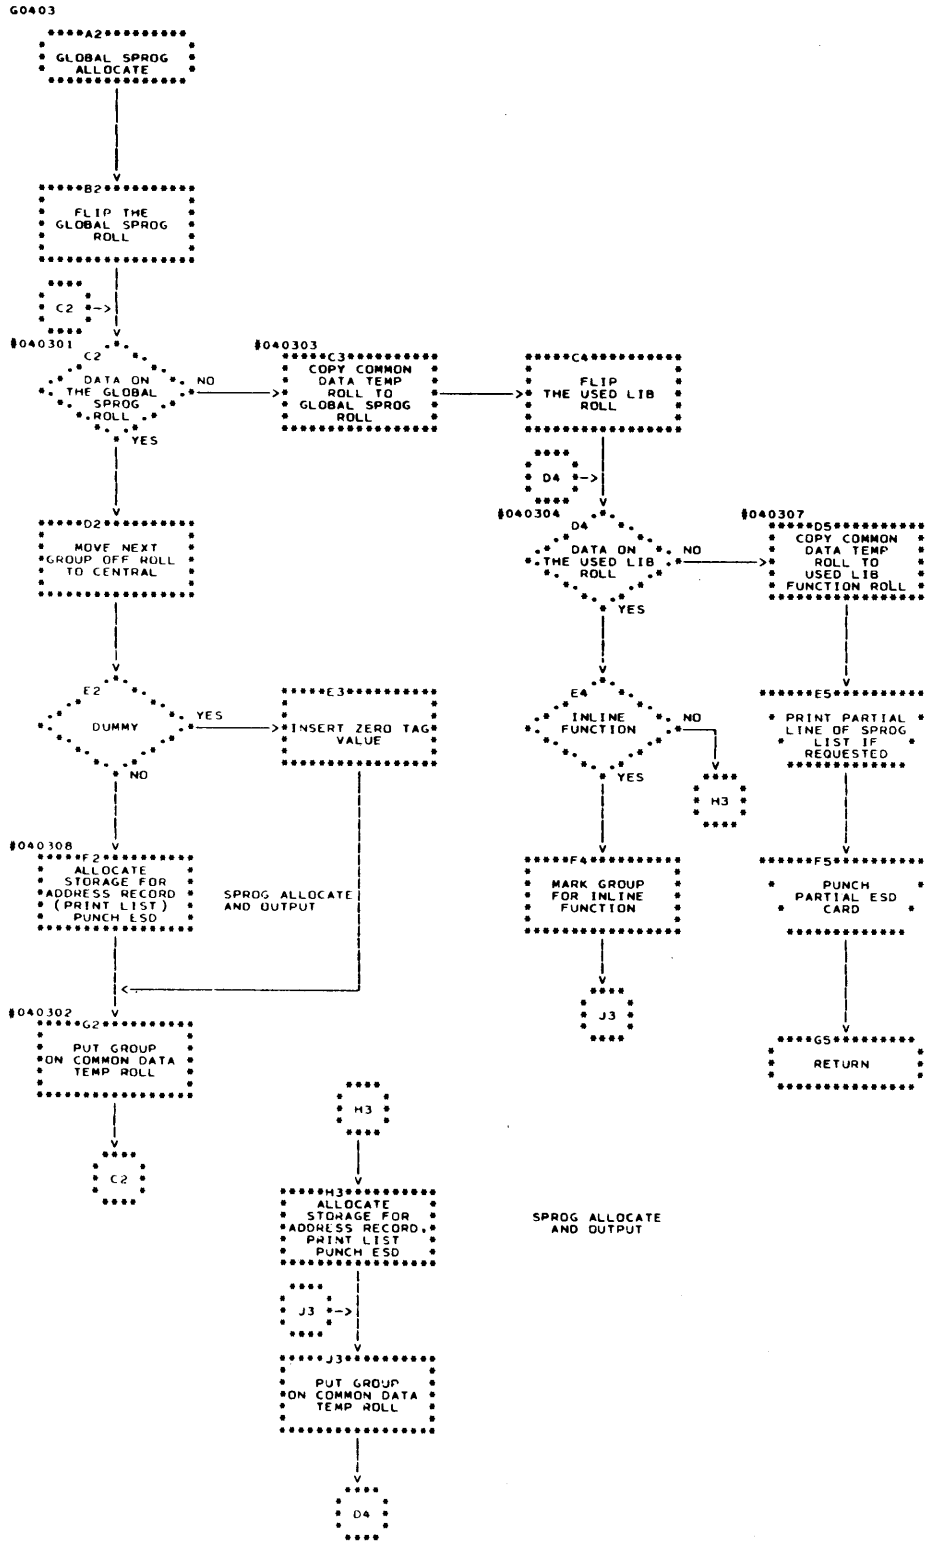 G0403
A2
GLOBAL SPROG
ALLOCATE
B2
FLIP THE
GLOBAL SPROG
ROLL
C2
#040301
C2
DATA ON
THE GLOBAL
SPROG
ROLL
NO
YES
#040303
C3
COPY COMMON
DATA TEMP
ROLL TO
GLOBAL SPROG
ROLL
C4
FLIP
THE USED LIB
ROLL
D4
D2
MOVE NEXT
GROUP OFF ROLL
TO CENTRAL
#040304
D4
DATA ON
THE USED LIB
ROLL
NO
YES
#040307
D5
COPY COMMON
DATA TEMP
ROLL TO
USED LIB
FUNCTION ROLL
E2
DUMMY
YES
NO
E3
INSERT ZERO TAG
VALUE
E4
INLINE
FUNCTION
NO
YES
H3
E5
PRINT PARTIAL
LINE OF SPROG
LIST IF
REQUESTED
#040308
F2
ALLOCATE
STORAGE FOR
ADDRESS RECORD
(PRINT LIST)
PUNCH ESD
SPROG ALLOCATE
AND OUTPUT
F4
MARK GROUP
FOR INLINE
FUNCTION
F5
PUNCH
PARTIAL ESD
CARD
J3
#040302
G2
PUT GROUP
ON COMMON DATA
TEMP ROLL
G5
RETURN
C2
H3
H3
ALLOCATE
STORAGE FOR
ADDRESS RECORD,
PRINT LIST
PUNCH ESD
SPROG ALLOCATE
AND OUTPUT
J3
J3
PUT GROUP
ON COMMON DATA
TEMP ROLL
D4